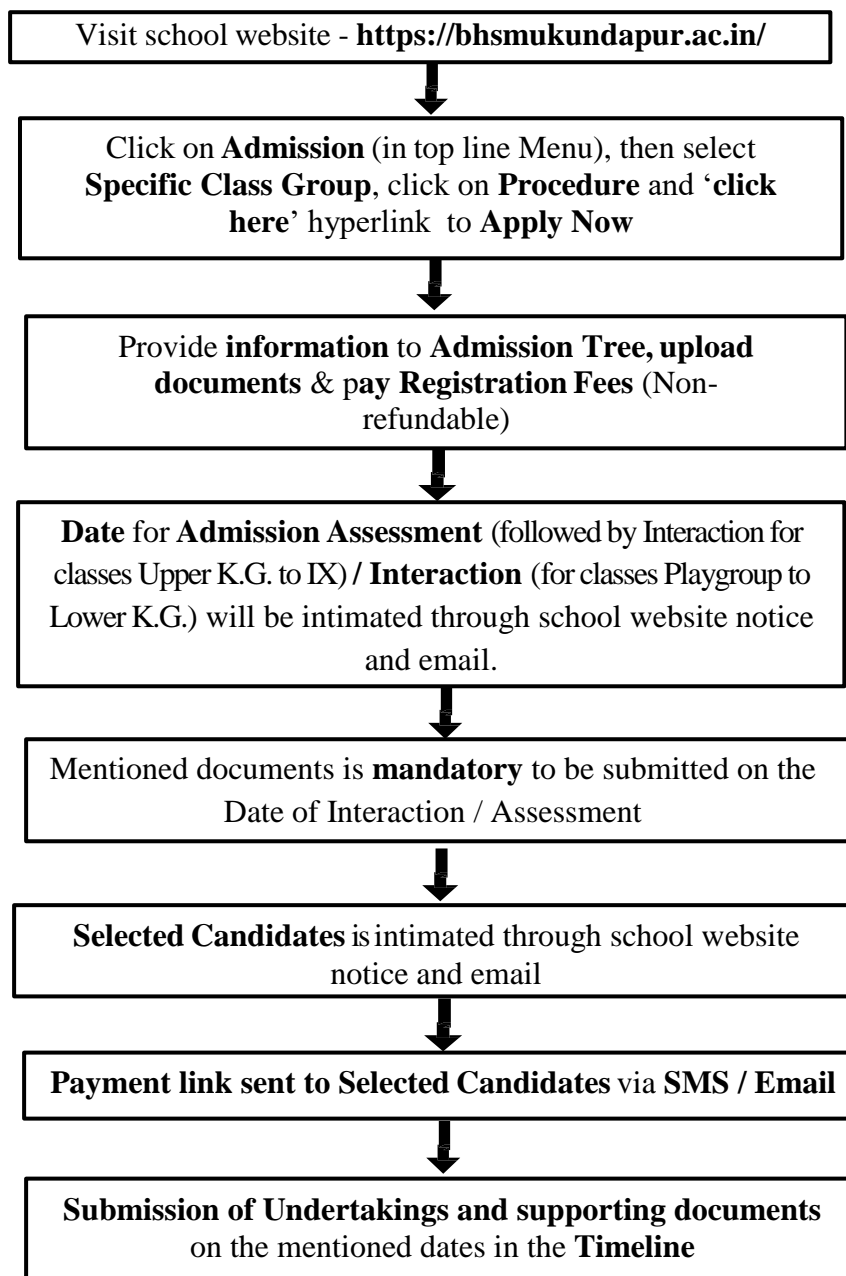 Visit school website - https://bhsmukundapur.ac.in/
Click on Admission (in top line Menu), then select
Specific Class Group, click on Procedure and ‘click
here’ hyperlink to Apply Now
Provide information to Admission Tree, upload
documents & pay Registration Fees (Non-
refundable)
Date for Admission Assessment (followed by Interaction for
classes Upper K.G. to IX) / Interaction (for classes Playgroup to
Lower K.G.) will be intimated through school website notice
and email.
Mentioned documents is mandatory to be submitted on the
Date of Interaction / Assessment
Selected Candidates is intimated through school website
notice and email
Payment link sent to Selected Candidates via SMS / Email
Submission of Undertakings and supporting documents
on the mentioned dates in the Timeline